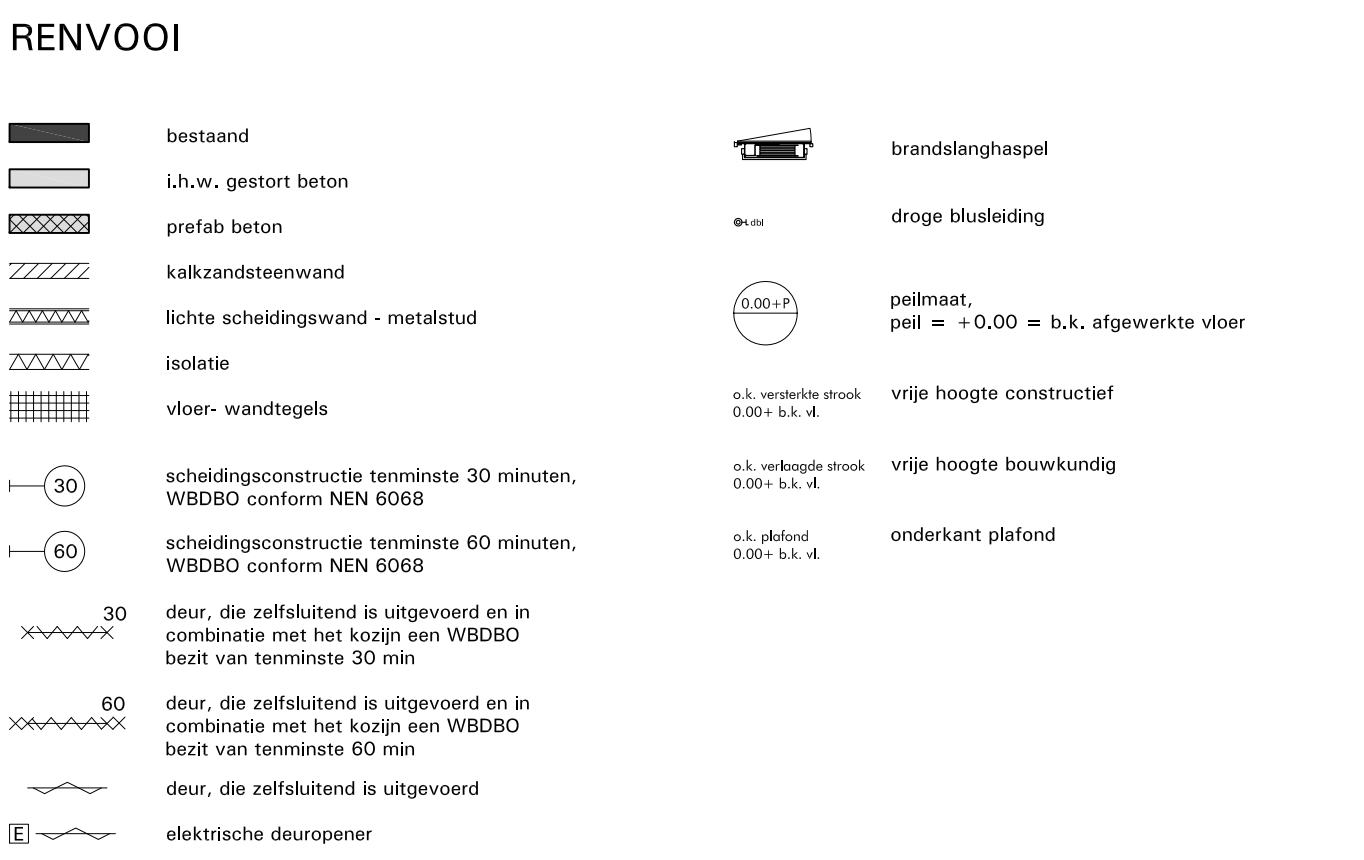 RENVOOI
bestaand
i.h.w. gestort beton
prefab beton
kalkzandsteenwand
lichte scheidingswand - metalstud
isolatie
vloer- wandtegels
30
scheidingsconstructie tenminste 30 minuten,
WBDBO conform NEN 6068
60
scheidingsconstructie tenminste 60 minuten,
WBDBO conform NEN 6068
30
deur, die zelfsluitend is uitgevoerd en in
combinatie met het kozijn een WBDBO
bezit van tenminste 30 min
60
deur, die zelfsluitend is uitgevoerd en in
combinatie met het kozijn een WBDBO
bezit van tenminste 60 min
deur, die zelfsluitend is uitgevoerd
E
elektrische deuropener
brandslanghaspel
dbl
droge blusleiding
0.00+P
peilmaat,
peil = +0.00 = b.k. afgewerkte vloer
o.k. versterkte strook
0.00+ b.k. vl.
vrije hoogte constructief
o.k. verlaagde strook
0.00+ b.k. vl.
vrije hoogte bouwkundig
o.k. plafond
0.00+ b.k. vl.
onderkant plafond